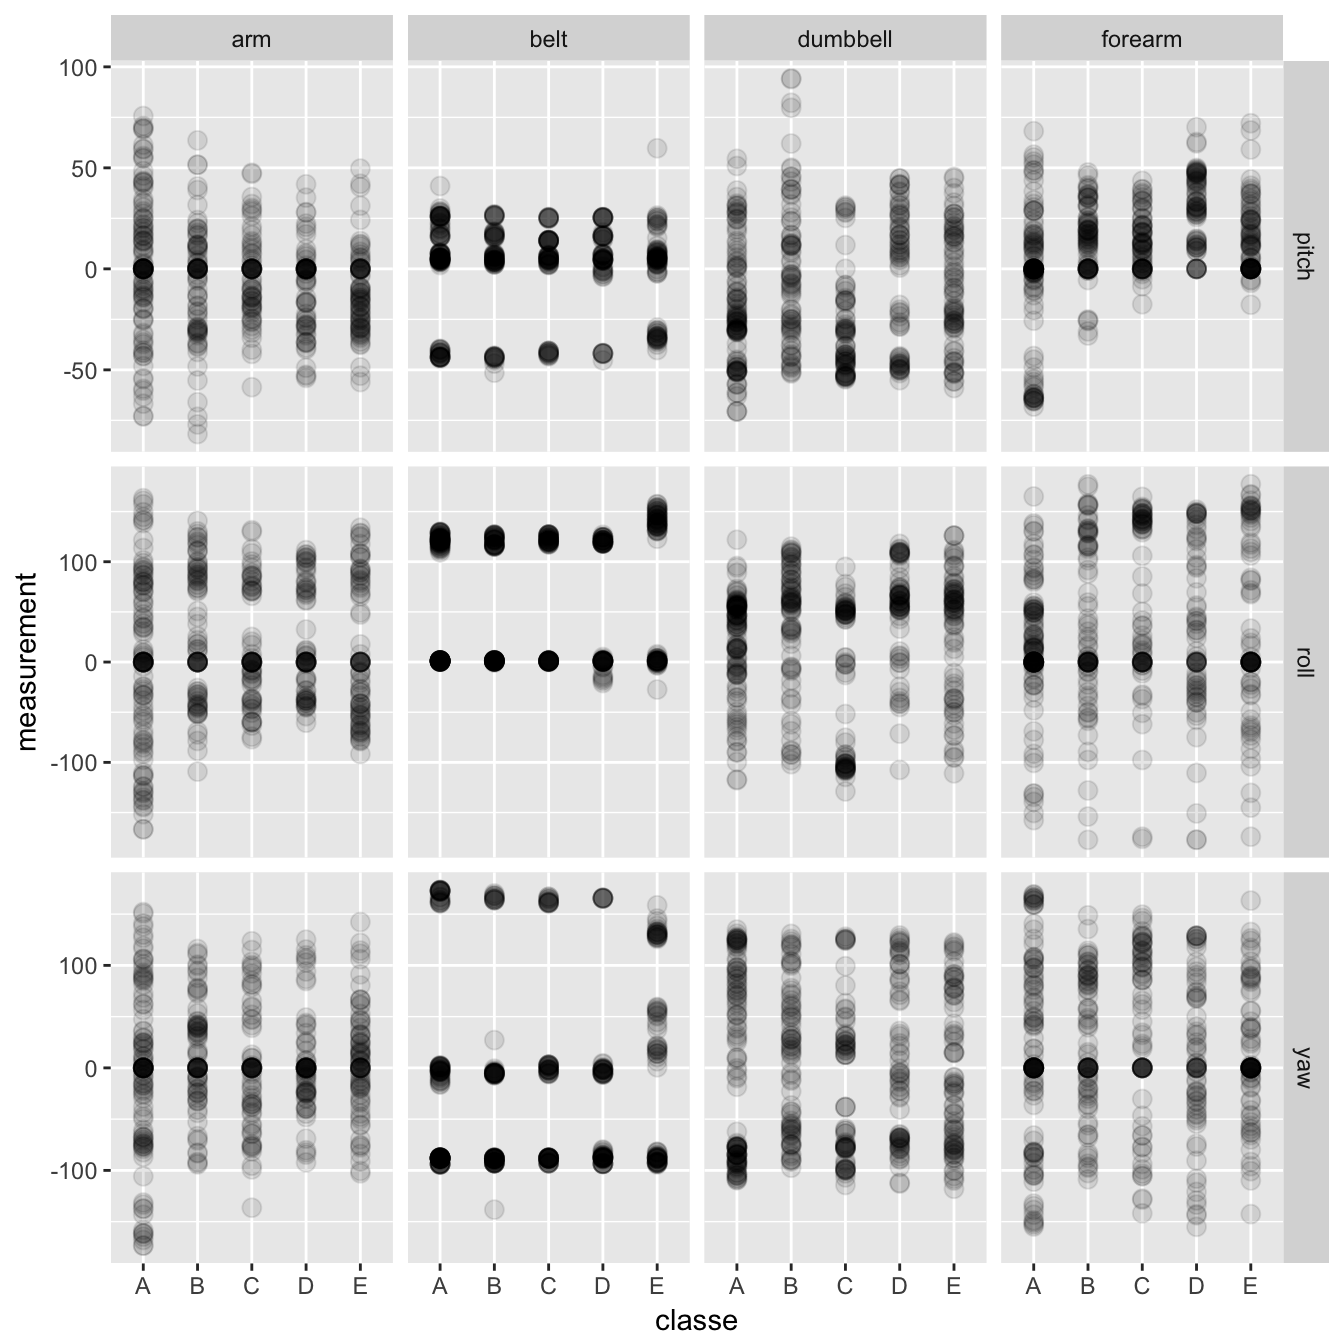 arm belt dumbbell forearm
100
50
0
-50
pitch
100
0
-100
roll
measurement
100
0
-100
yaw
A B C D E A B C D E A B C D E A B C D E
classe